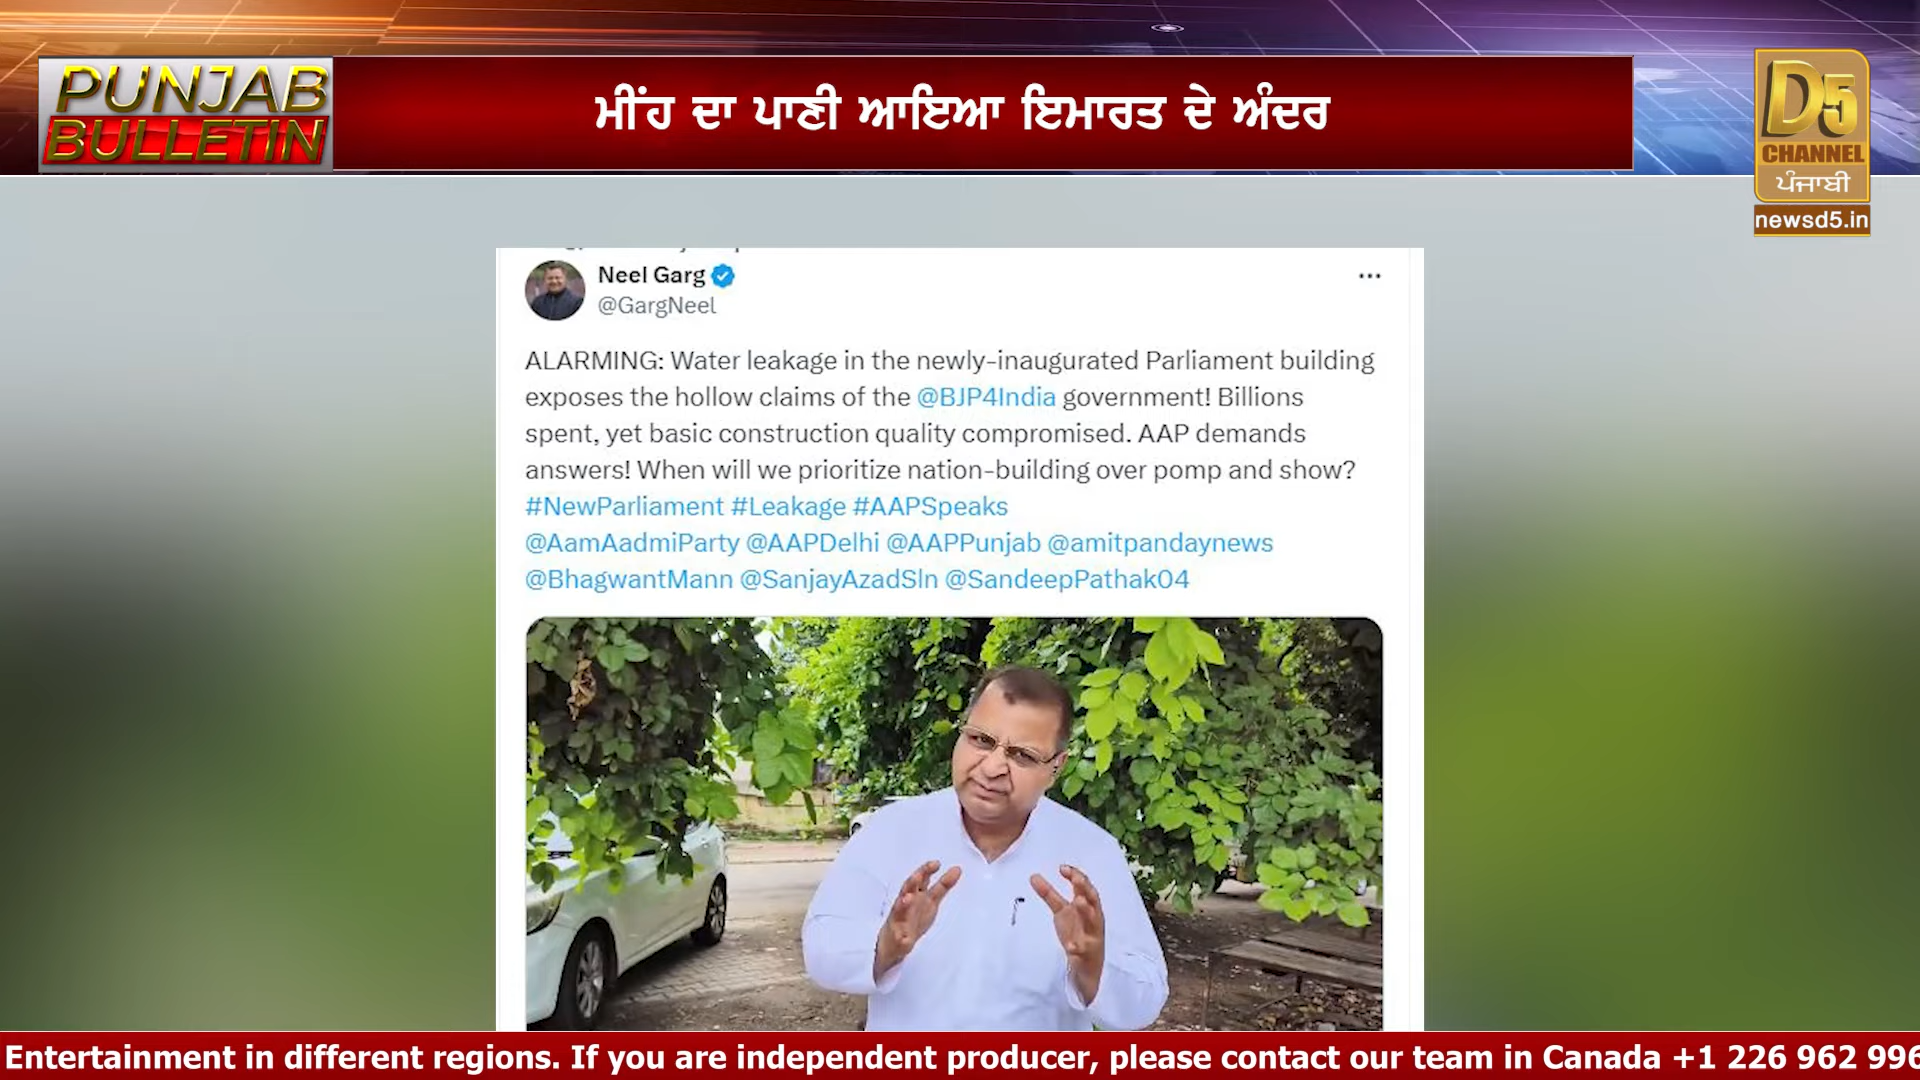 PUNJAB
BULLETIN
ਮੀਂਹ ਦਾ ਪਾਣੀ ਆਇਆ ਇਮਾਰਤ ਦੇ ਅੰਦਰ
D5
CHANNEL
ਪੰਜਾਬੀ
newsd5.in
Neel Garg
@GargNeel
ALARMING: Water leakage in the newly-inaugurated Parliament building
exposes the hollow claims of the @BJP4India government! Billions
spent, yet basic construction quality compromised. AAP demands
answers! When will we prioritize nation-building over pomp and show?
#NewParliament #Leakage #AAPSpeaks
@AamAadmiParty @AAPDelhi @AAPPunjab @amitpandaynews
@BhagwantMann @SanjayAzadSln @SandeepPathak04
Entertainment in different regions. If you are independent producer, please contact our team in Canada +1 226 962 996